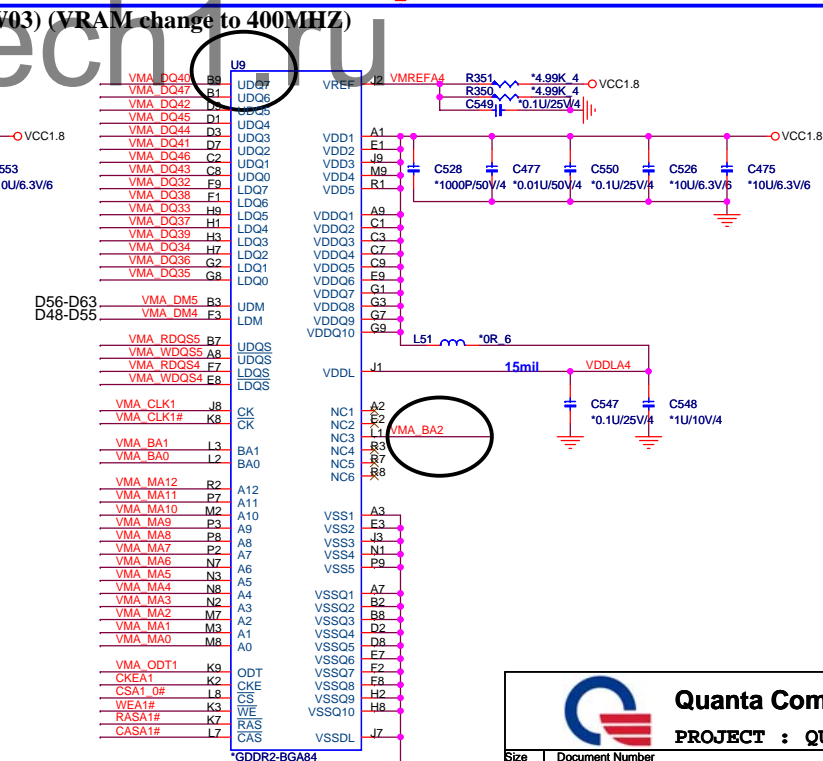 V03) (VRAM change to 400MHZ)
ech1.ru
U9
VMA_DQ40 B9 UDQ7 VREF J2 VMREFA4 R351 *4.99K_4 VCC1.8
VMA_DQ47 B1 UDQ6 R350 *4.99K_4
VMA_DQ42 UDQ5 C549 *0.1U/25V/4
VMA_DQ45 D1 UDQ4
VCC1.8
VMA_DQ44 D3 UDQ3 VDD1 A1 VCC1.8
VMA_DQ41 D7 UDQ2 VDD2 E1
VMA_DQ46 C2 UDQ1 VDD3 J9
VMA_DQ43 C8 UDQ0 VDD4 M9
VMA_DQ32 F9 LDQ7 VDD5 R1
553 C528 C477 C550 C526 C475
0U/6.3V/6 *1000P/50V/4 *0.01U/50V/4 *0.1U/25V/4 *10U/6.3V/6 *10U/6.3V/6
VMA_DQ38 F1 LDQ6
VMA_DQ33 H9 LDQ5 VDDQ1 A9
VMA_DQ37 H1 LDQ4 VDDQ2 C1
VMA_DQ39 H3 LDQ3 VDDQ3 C3
VMA_DQ34 H7 LDQ2 VDDQ4 C7
VMA_DQ36 G2 LDQ1 VDDQ5 C9
VMA_DQ35 G8 LDQ0 VDDQ6 E9
VDDQ7 G1
D56-D63 VMA_DM5 B3 UDM VDDQ8 G3
D48-D55 VMA_DM4 F3 LDM VDDQ9 G7
VDDQ10 G9
VMA_RDQS5 B7 UDQS L51 *0R_6
VMA_WDQS5 A8 UDQS
VMA_RDQS4 F7 LDQS VDDL J1 15mil VDDLA4
VMA_WDQS4 E8 LDQS
C547 C548
*0.1U/25V/4 *1U/10V/4
VMA_CLK1 J8 CK NC1 A2
VMA_CLK1# K8 CK NC2 E2
NC3 L1 VMA_BA2
VMA_BA1 L3 BA1 NC4 R3
VMA_BA0 L2 BA0 NC5 R7
NC6 R8
VMA_MA12 R2 A12
VMA_MA11 P7 A11
VMA_MA10 M2 A10 VSS1 A3
VMA_MA9 P3 A9 VSS2 E3
VMA_MA8 P8 A8 VSS3 J3
VMA_MA7 P2 A7 VSS4 N1
VMA_MA6 N7 A6 VSS5 P9
VMA_MA5 N3 A5
VMA_MA4 N8 A4 VSSQ1 A7
VMA_MA3 N2 A3 VSSQ2 B2
VMA_MA2 M7 A2 VSSQ3 B8
VMA_MA1 M3 A1 VSSQ4 D2
VMA_MA0 M8 A0 VSSQ5 D8
VSSQ6 E7
VMA_ODT1 K9 ODT VSSQ7 F2
CKEA1 K2 CKE VSSQ8 F8
CSA1_0# L8 CS VSSQ9 H2
WEA1# K3 WE VSSQ10 H8
RASA1# K7 RAS
CASA1# L7 CAS VSSDL J7
*GDDR2-BGA84
Quanta Com
PROJECT : QU
Size Document Number